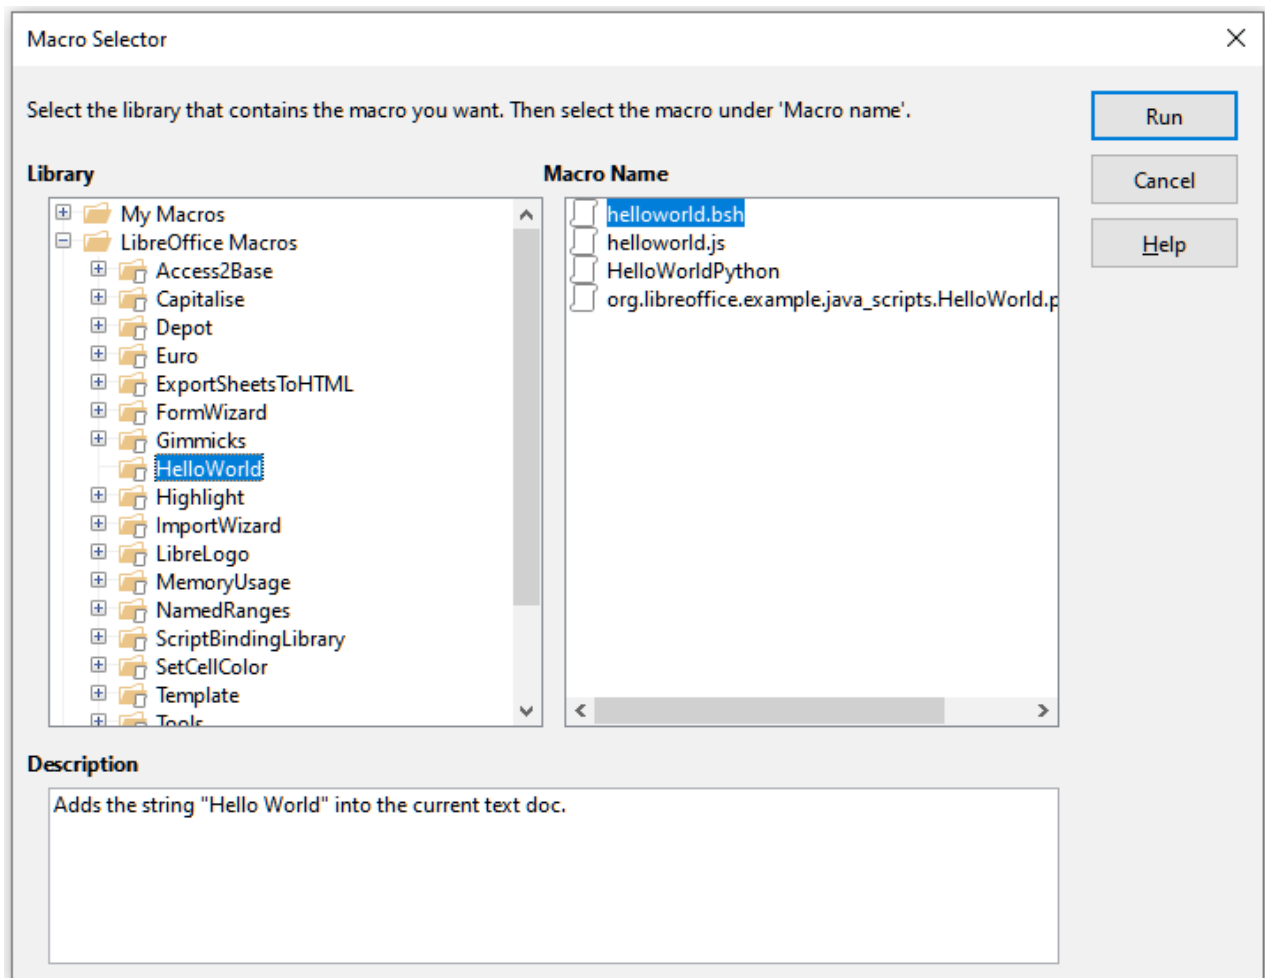 Macro Selector
Select the library that contains the macro you want. Then select the macro under 'Macro name'.
Run
Cancel
Help
Library
My Macros
LibreOffice Macros
Access2Base
Capitalise
Depot
Euro
ExportSheetsToHTML
FormWizard
Gimmicks
HelloWorld
Highlight
ImportWizard
LibreLogo
MemoryUsage
NamedRanges
ScriptBindingLibrary
SetCellColor
Template
Tools
Macro Name
helloworld.bsh
helloworld.js
HelloWorldPython
org.libreoffice.example.java_scripts.HelloWorld.p
Description
Adds the string "Hello World" into the current text doc.